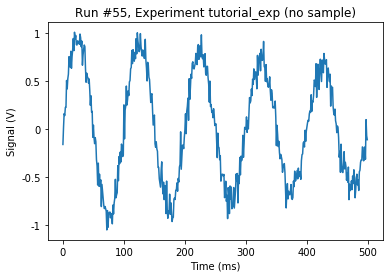 Run #55, Experiment tutorial_exp (no sample)
1
0.5
0
-0.5
-1
Signal (V)
0 100 200 300 400 500
Time (ms)